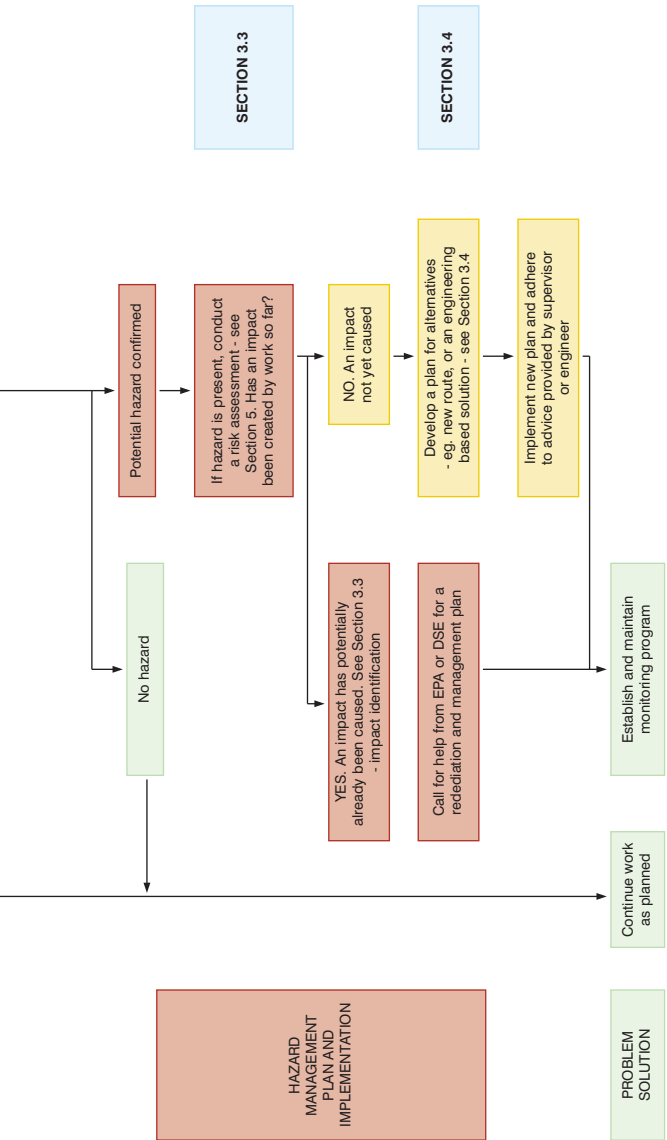 SECTION 3.3
SECTION 3.4
Potential hazard confirmed
If hazard is present, conduct
a risk assessment - see
Section 5. Has an impact
been created by work so far?
NO. An impact
not yet caused
Develop a plan for alternatives
- eg. new route, or an engineering
based solution - see Section 3.4
Implement new plan and adhere
to advice provided by supervisor
or engineer
No hazard
YES. An impact has potentially
already been caused. See Section 3.3
- impact identification
Call for help from EPA or DSE for a
redediation and management plan
Establish and maintain
monitoring program
Continue work
as planned
HAZARD
MANAGEMENT
PLAN AND
IMPLEMENTATION
PROBLEM
SOLUTION